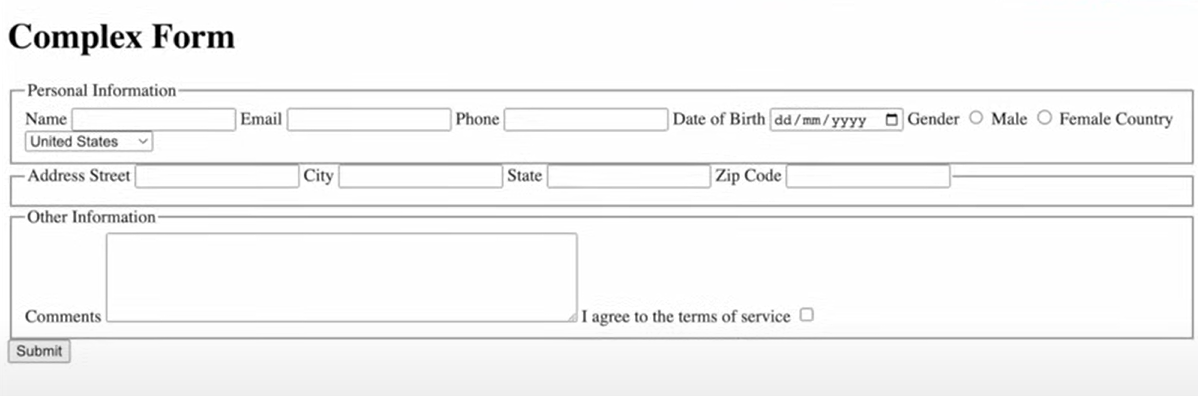 Complex Form
Personal Information
Name Email Phone Date of Birth dd/mm/yyyy Gender Male Female Country
United States
Address Street City State Zip Code
Other Information
Comments I agree to the terms of service
Submit